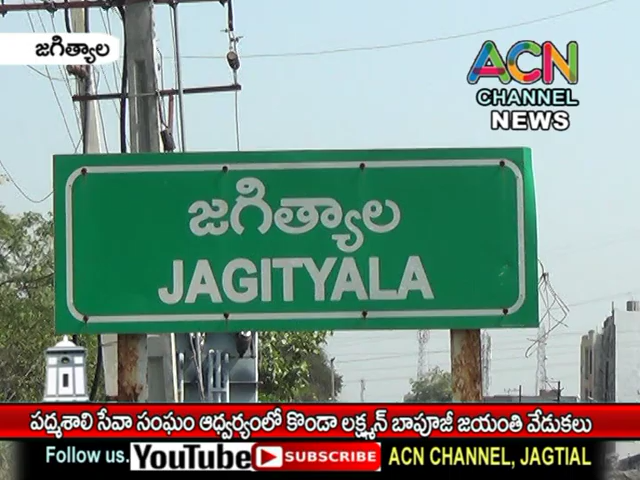 జగిత్యాల
ACN
CHANNEL
NEWS
జగిత్యాల
JAGITYALA
పద్మశాలి సేవా సంఘం ఆధ్వర్యంలో కొండా లక్ష్మన్ బాపూజీ జయంతి వేడుకలు
Follow us. YouTube SUBSCRIBE ACN CHANNEL, JAGTIAL